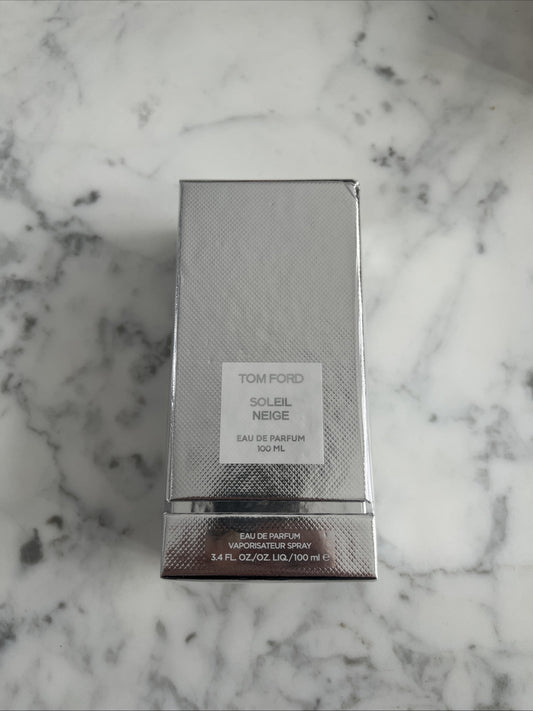 TOM FORD
SOLEIL
NEIGE
EAU DE PARFUM
100 ML
EAU DE PARFUM
VAPORISATEUR SPRAY
3.4 FL. OZ./OZ. LIQ./100 ml ℮